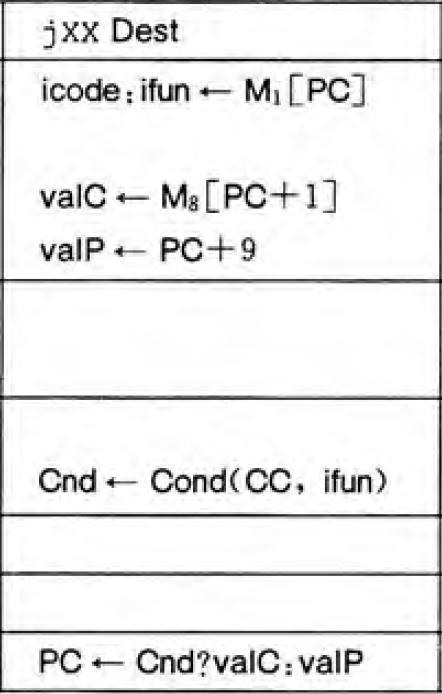 jXX Dest
icode:ifun ← M₁[PC]
valC ← M₈[PC+1]
valP ← PC+9
Cnd ← Cond(CC, ifun)
PC ← Cnd?valC:valP